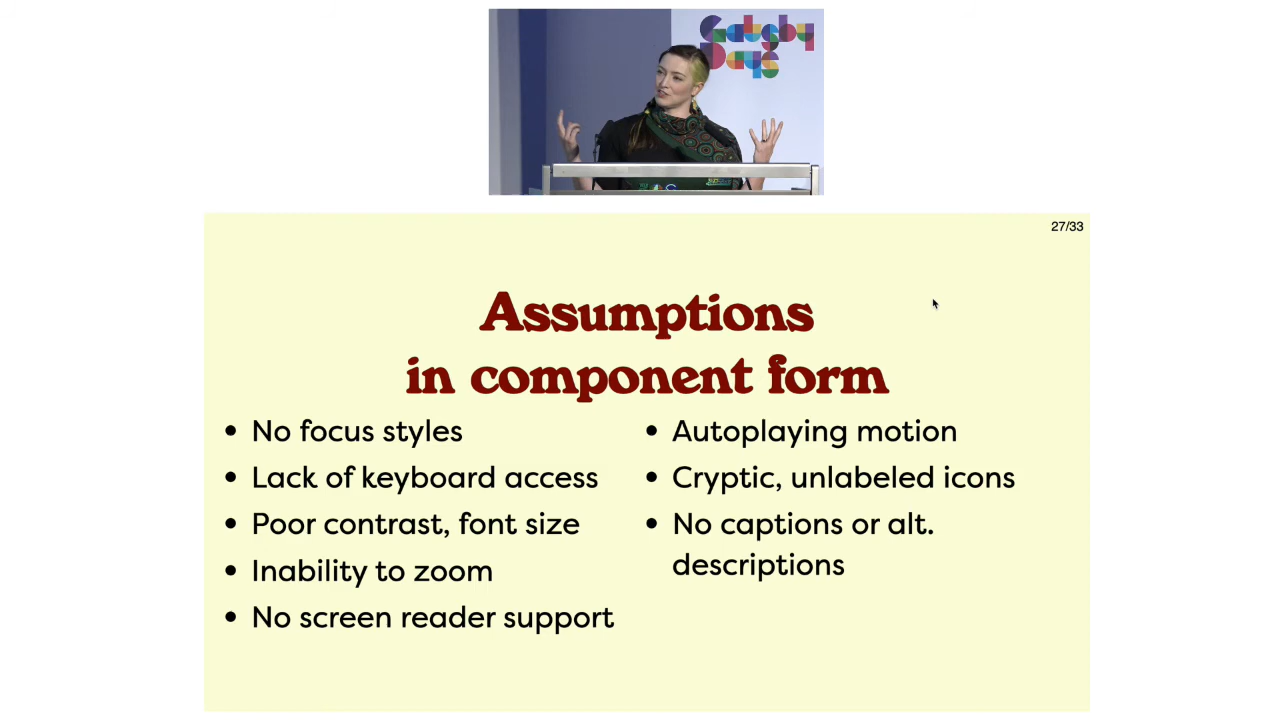 Gatsby
Days
27/33
Assumptions
in component form
• No focus styles
• Lack of keyboard access
• Poor contrast, font size
• Inability to zoom
• No screen reader support
• Autoplaying motion
• Cryptic, unlabeled icons
• No captions or alt.
descriptions